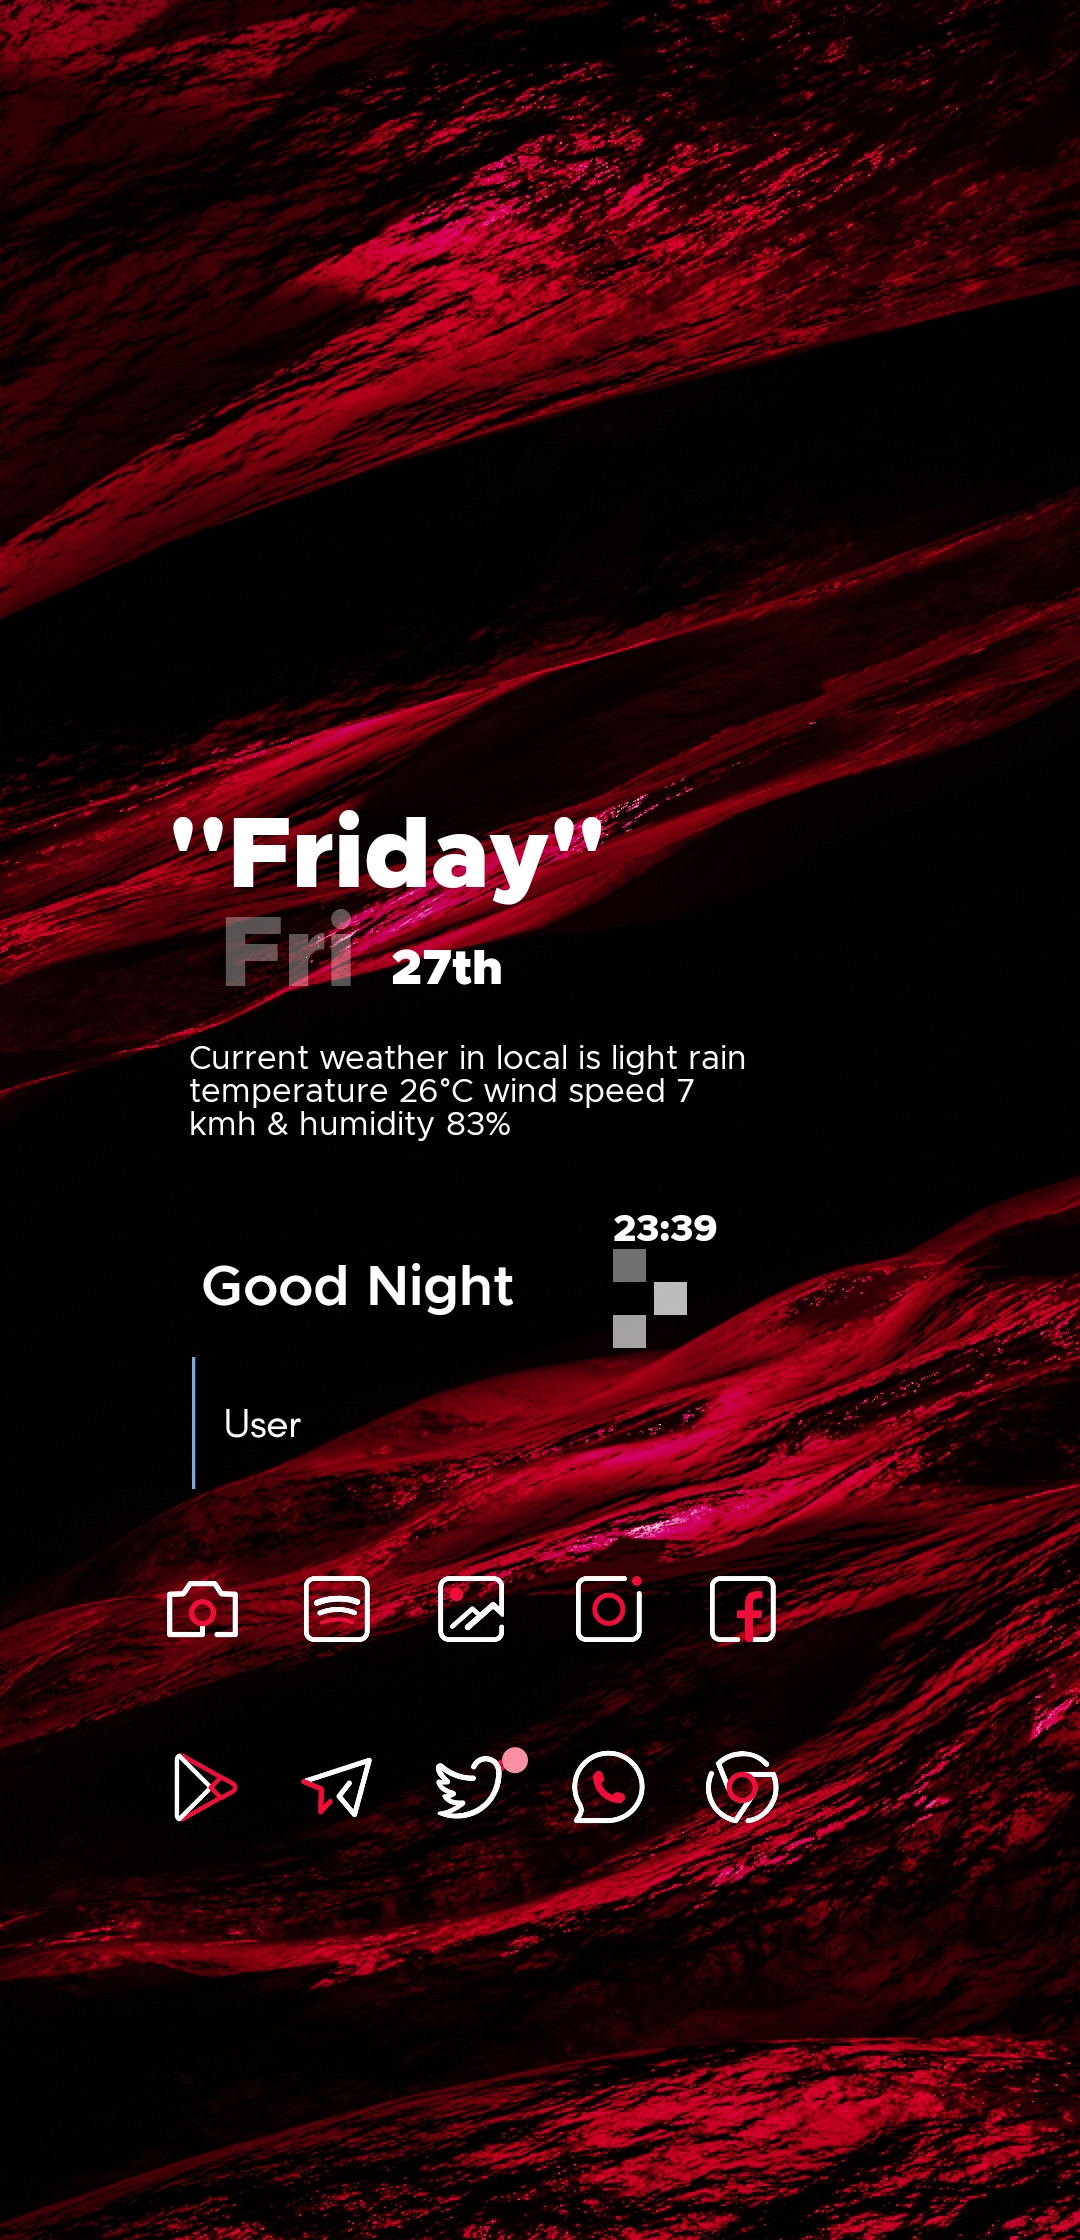 "Friday"
Fri 27th
Current weather in local is light rain
temperature 26°C wind speed 7
kmh & humidity 83%
23:39
Good Night
User